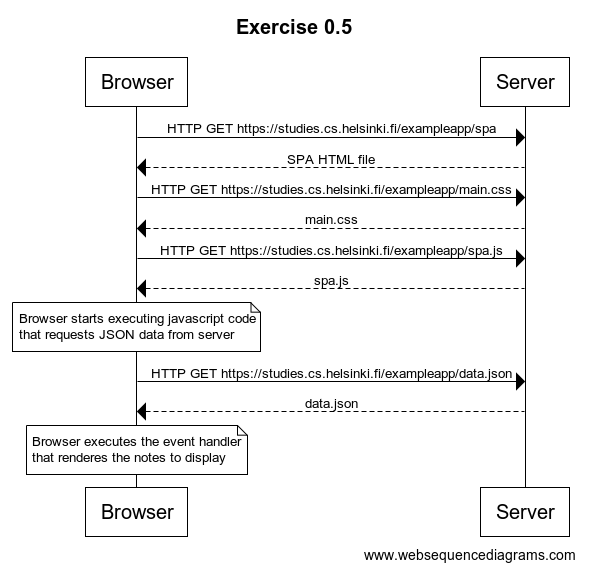 Exercise 0.5
Browser
Server
HTTP GET https://studies.cs.helsinki.fi/exampleapp/spa
SPA HTML file
HTTP GET https://studies.cs.helsinki.fi/exampleapp/main.css
main.css
HTTP GET https://studies.cs.helsinki.fi/exampleapp/spa.js
spa.js
Browser starts executing javascript code
that requests JSON data from server
HTTP GET https://studies.cs.helsinki.fi/exampleapp/data.json
data.json
Browser executes the event handler
that renderes the notes to display
Browser
Server
www.websequencediagrams.com